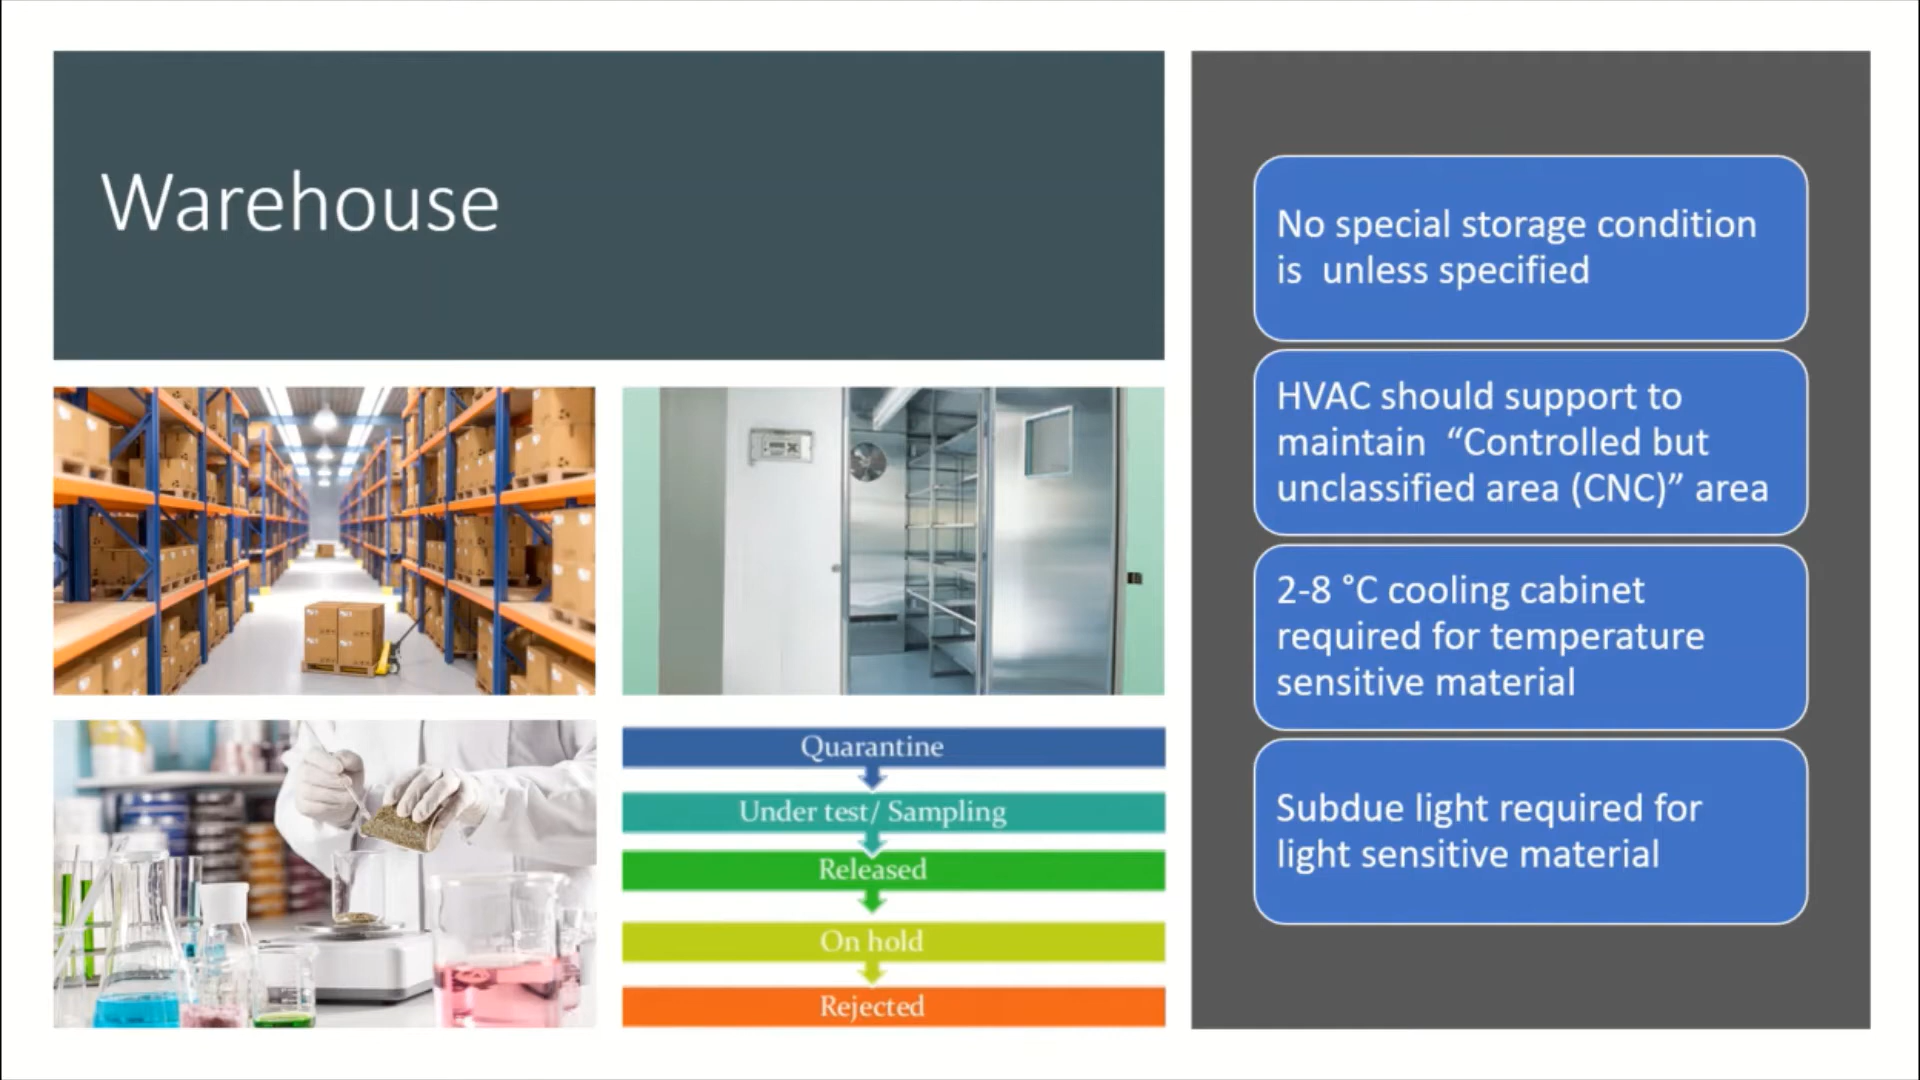 Warehouse
Quarantine
Under test/ Sampling
Released
On hold
Rejected
No special storage condition
is  unless specified
HVAC should support to
maintain  “Controlled but
unclassified area (CNC)” area
2-8 °C cooling cabinet
required for temperature
sensitive material
Subdue light required for
light sensitive material